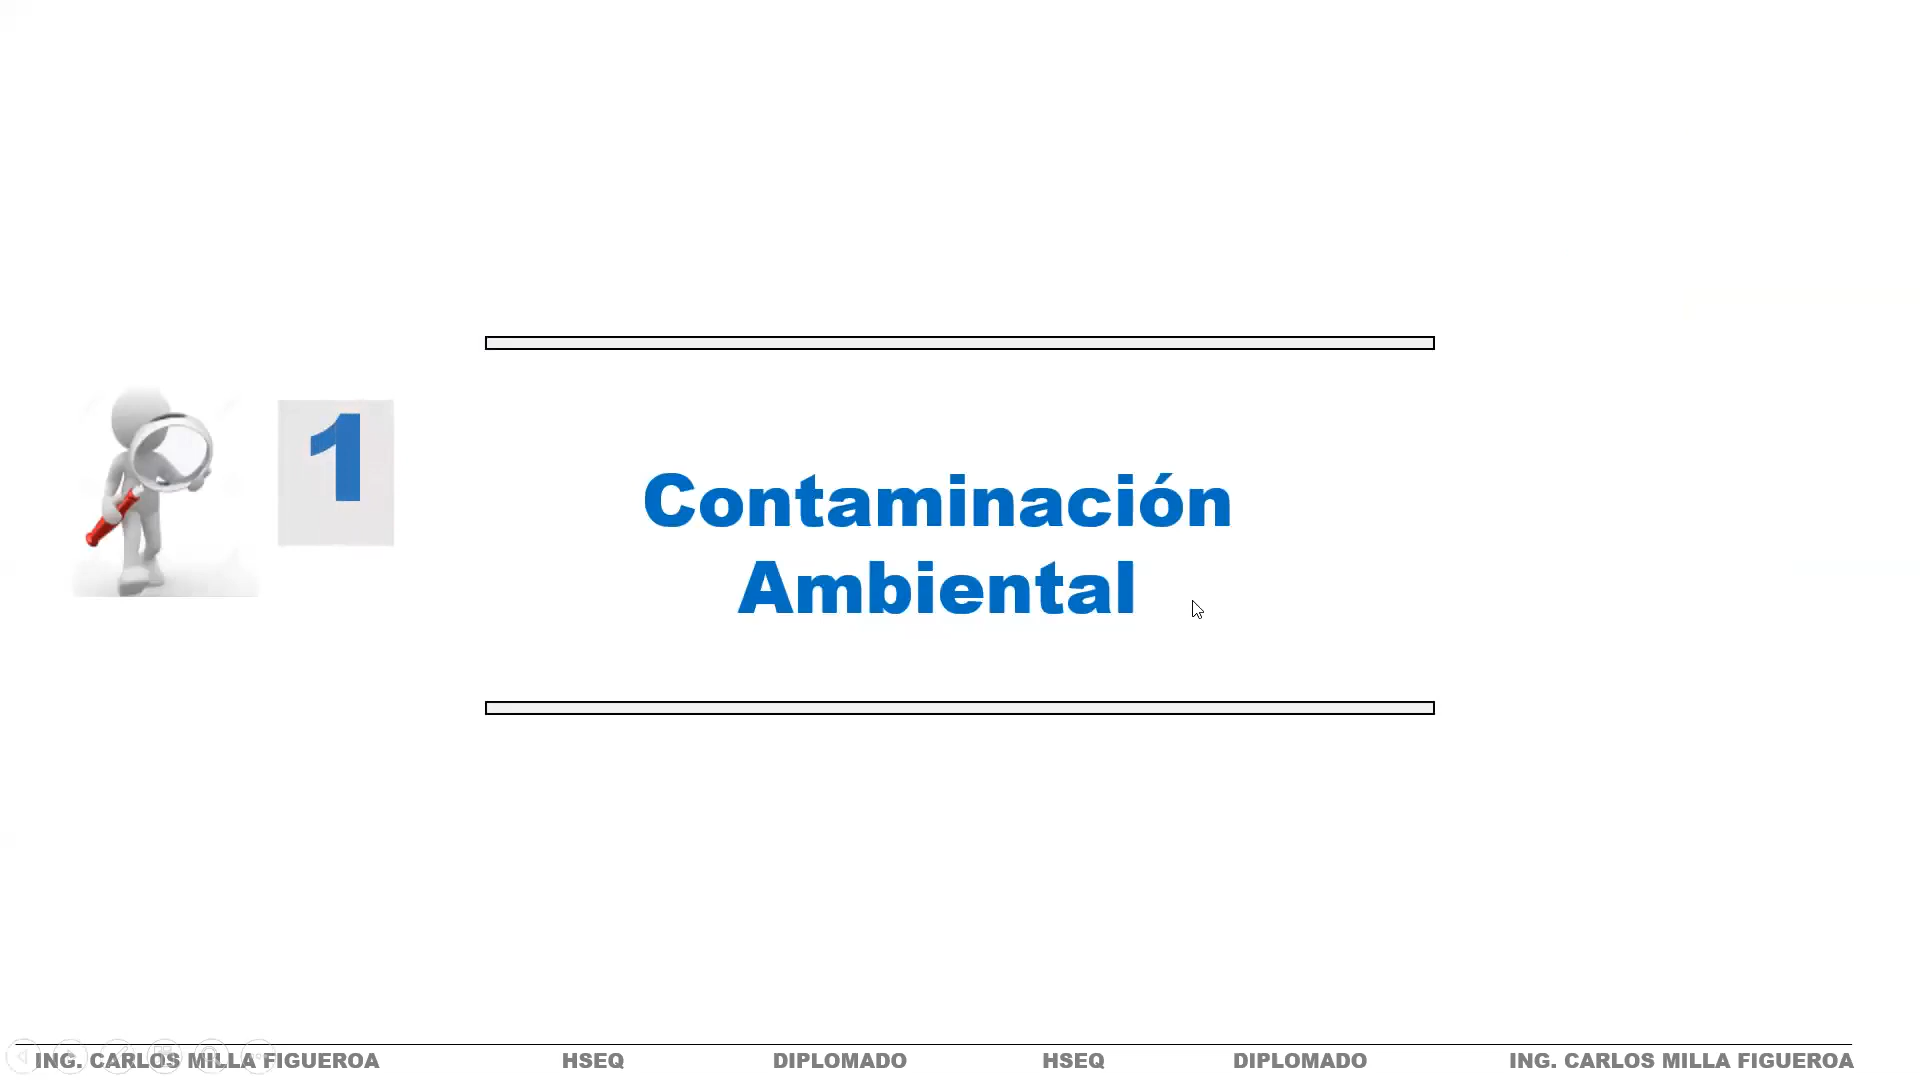 1
Contaminación
Ambiental
ING. CARLOS MILLA FIGUEROA HSEQ DIPLOMADO HSEQ DIPLOMADO ING. CARLOS MILLA FIGUEROA